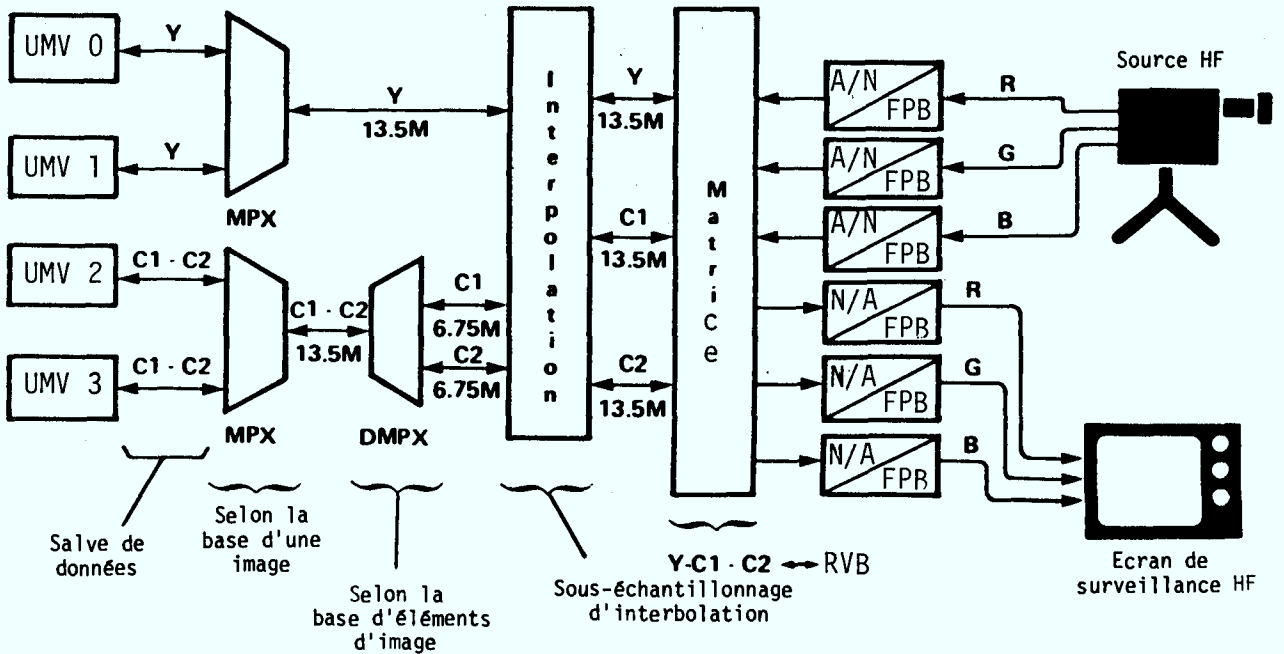 UMV 0
Y
UMV 1
Y
MPX
Y
13.5M
UMV 2
C1 - C2
UMV 3
C1 - C2
MPX
C1 - C2
13.5M
DMPX
C1
6.75M
C2
6.75M
Interpolation
Y
13.5M
C1
13.5M
C2
13.5M
Matrice
A/N
FPB
R
A/N
FPB
G
A/N
FPB
B
N/A
FPB
R
N/A
FPB
G
N/A
FPB
B
Source HF
Ecran de
surveillance HF
Salve de
données
Selon la
base d'une
image
Selon la
base d'éléments
d'image
Sous-échantillonnage
d'interbolation
Y-C1 - C2 ↔ RVB